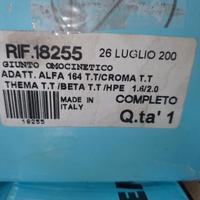 RIF.18255 26 LUGLIO 200
GIUNTO OMOCINETICO
ADATT. ALFA 164 T.T/CROMA T.T
THEMA T.T /BETA T.T /HPE 1.6/2.0
MADE IN
ITALY
COMPLETO
18255
Q.ta' 1